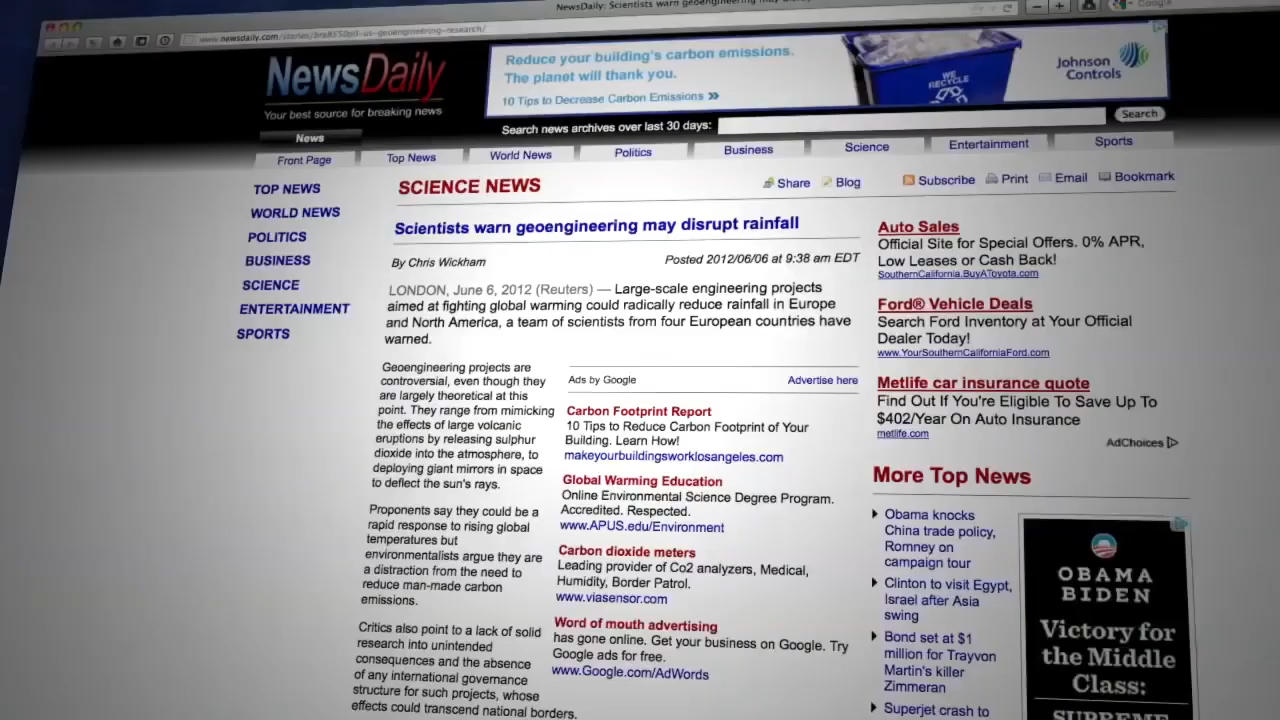 NewsDaily: Scientists warn geoengineering may
Google
NewsDaily
Your best source for breaking news
Reduce your building's carbon emissions.
The planet will thank you.
10 Tips to Decrease Carbon Emissions »
WE
RECYCLE
Johnson
Controls
Search news archives over last 30 days:
Search
News
Front Page
Top News
World News
Politics
Business
Science
Entertainment
Sports
TOP NEWS
WORLD NEWS
POLITICS
BUSINESS
SCIENCE
ENTERTAINMENT
SPORTS
SCIENCE NEWS
Share
Blog
Subscribe
Print
Email
Bookmark
Scientists warn geoengineering may disrupt rainfall
By Chris Wickham
Posted 2012/06/06 at 9:38 am EDT
LONDON, June 6, 2012 (Reuters) — Large-scale engineering projects
aimed at fighting global warming could radically reduce rainfall in Europe
and North America, a team of scientists from four European countries have
warned.
Geoengineering projects are
controversial, even though they
are largely theoretical at this
point. They range from mimicking
the effects of large volcanic
eruptions by releasing sulphur
dioxide into the atmosphere, to
deploying giant mirrors in space
to deflect the sun's rays.
Proponents say they could be a
rapid response to rising global
temperatures but
environmentalists argue they are
a distraction from the need to
reduce man-made carbon
emissions.
Critics also point to a lack of solid
research into unintended
consequences and the absence
of any international governance
structure for such projects, whose
effects could transcend national borders.
Ads by Google
Advertise here
Carbon Footprint Report
10 Tips to Reduce Carbon Footprint of Your
Building. Learn How!
makeyourbuildingsworklosangeles.com
Global Warming Education
Online Environmental Science Degree Program.
Accredited. Respected.
www.APUS.edu/Environment
Carbon dioxide meters
Leading provider of Co2 analyzers, Medical,
Humidity, Border Patrol.
www.viasensor.com
Word of mouth advertising
has gone online. Get your business on Google. Try
Google ads for free.
www.Google.com/AdWords
Auto Sales
Official Site for Special Offers. 0% APR,
Low Leases or Cash Back!
SouthernCalifornia.BuyAToyota.com
Ford® Vehicle Deals
Search Ford Inventory at Your Official
Dealer Today!
www.YourSouthernCaliforniaFord.com
Metlife car insurance quote
Find Out If You're Eligible To Save Up To
$402/Year On Auto Insurance
metlife.com
AdChoices
More Top News
Obama knocks
China trade policy,
Romney on
campaign tour
Clinton to visit Egypt,
Israel after Asia
swing
Bond set at $1
million for Trayvon
Martin's killer
Zimmeran
Superjet crash to
OBAMA
BIDEN
Victory for
the Middle
Class:
SUPREME